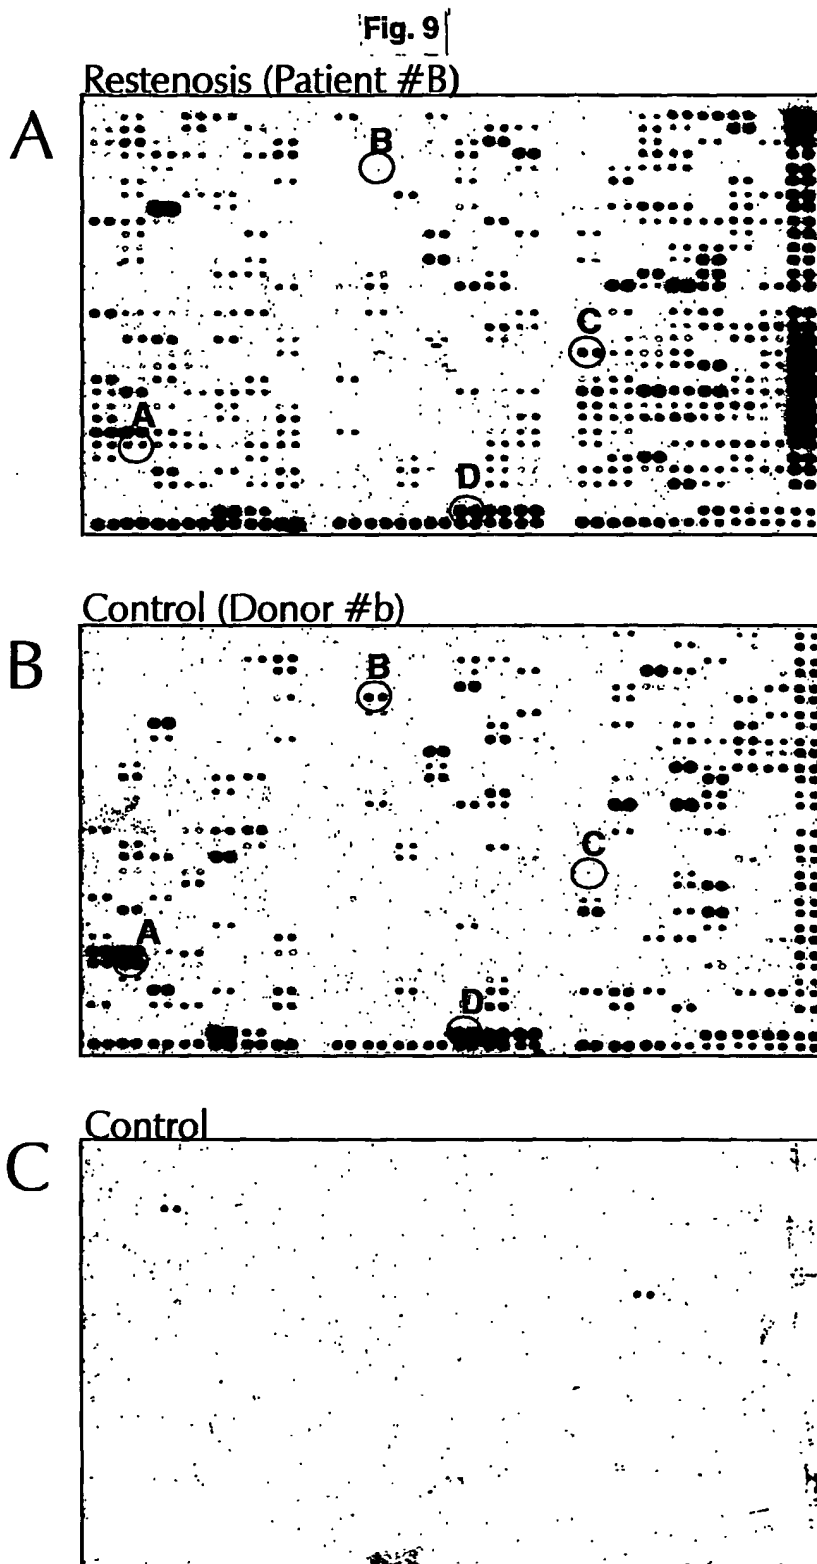 Fig. 9
Restenosis (Patient #B)
A
B
C
A
D
Control (Donor #b)
B
B
C
A
D
Control
C